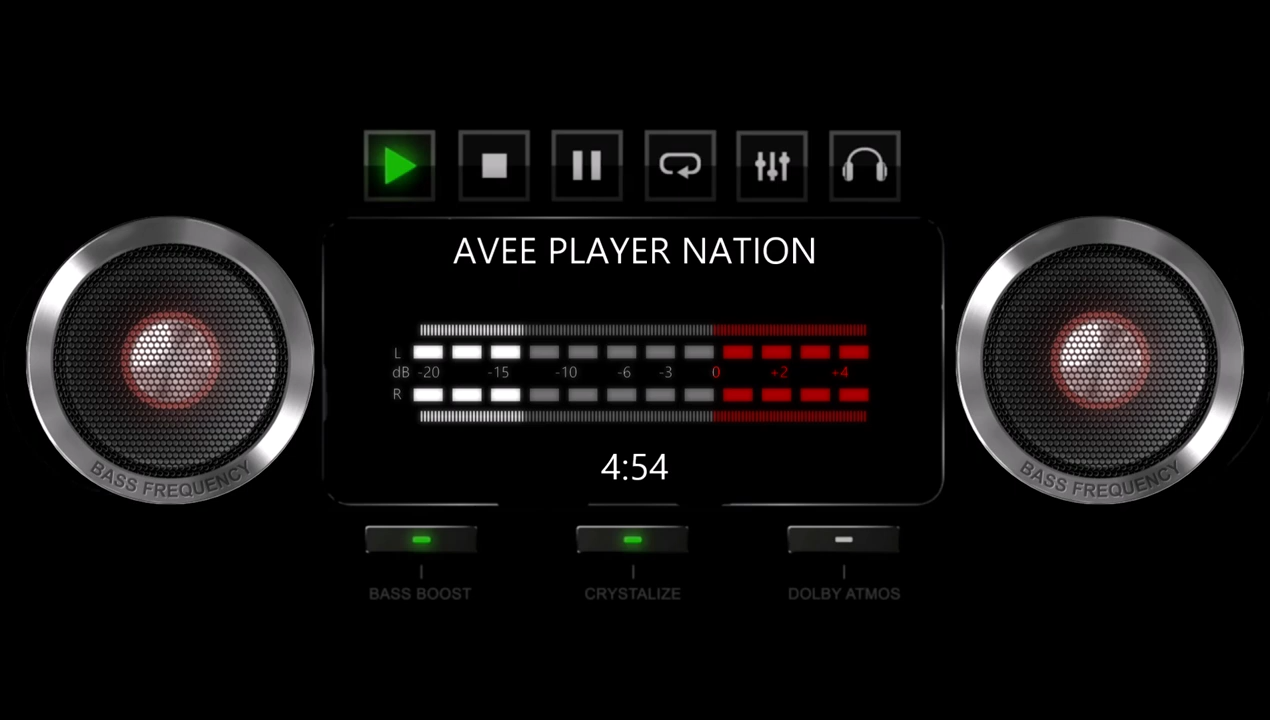 AVEE PLAYER NATION
L
dB -20 -15 -10 -6 -3 0 +2 +4
R
4:54
BASS FREQUENCY
BASS FREQUENCY
BASS BOOST
CRYSTALIZE
DOLBY ATMOS